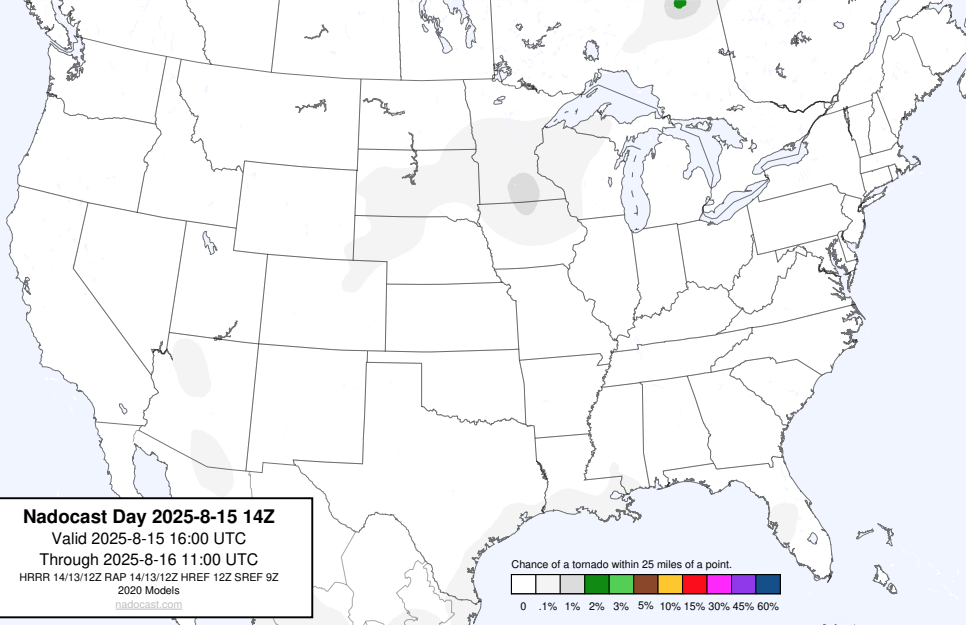 Nadocast Day 2025-8-15 14Z
Valid 2025-8-15 16:00 UTC
Through 2025-8-16 11:00 UTC
HRRR 14/13/12Z RAP 14/13/12Z HREF 12Z SREF 9Z
2020 Models
nadocast.com
Chance of a tornado within 25 miles of a point.
0 .1% 1% 2% 3% 5% 10% 15% 30% 45% 60%